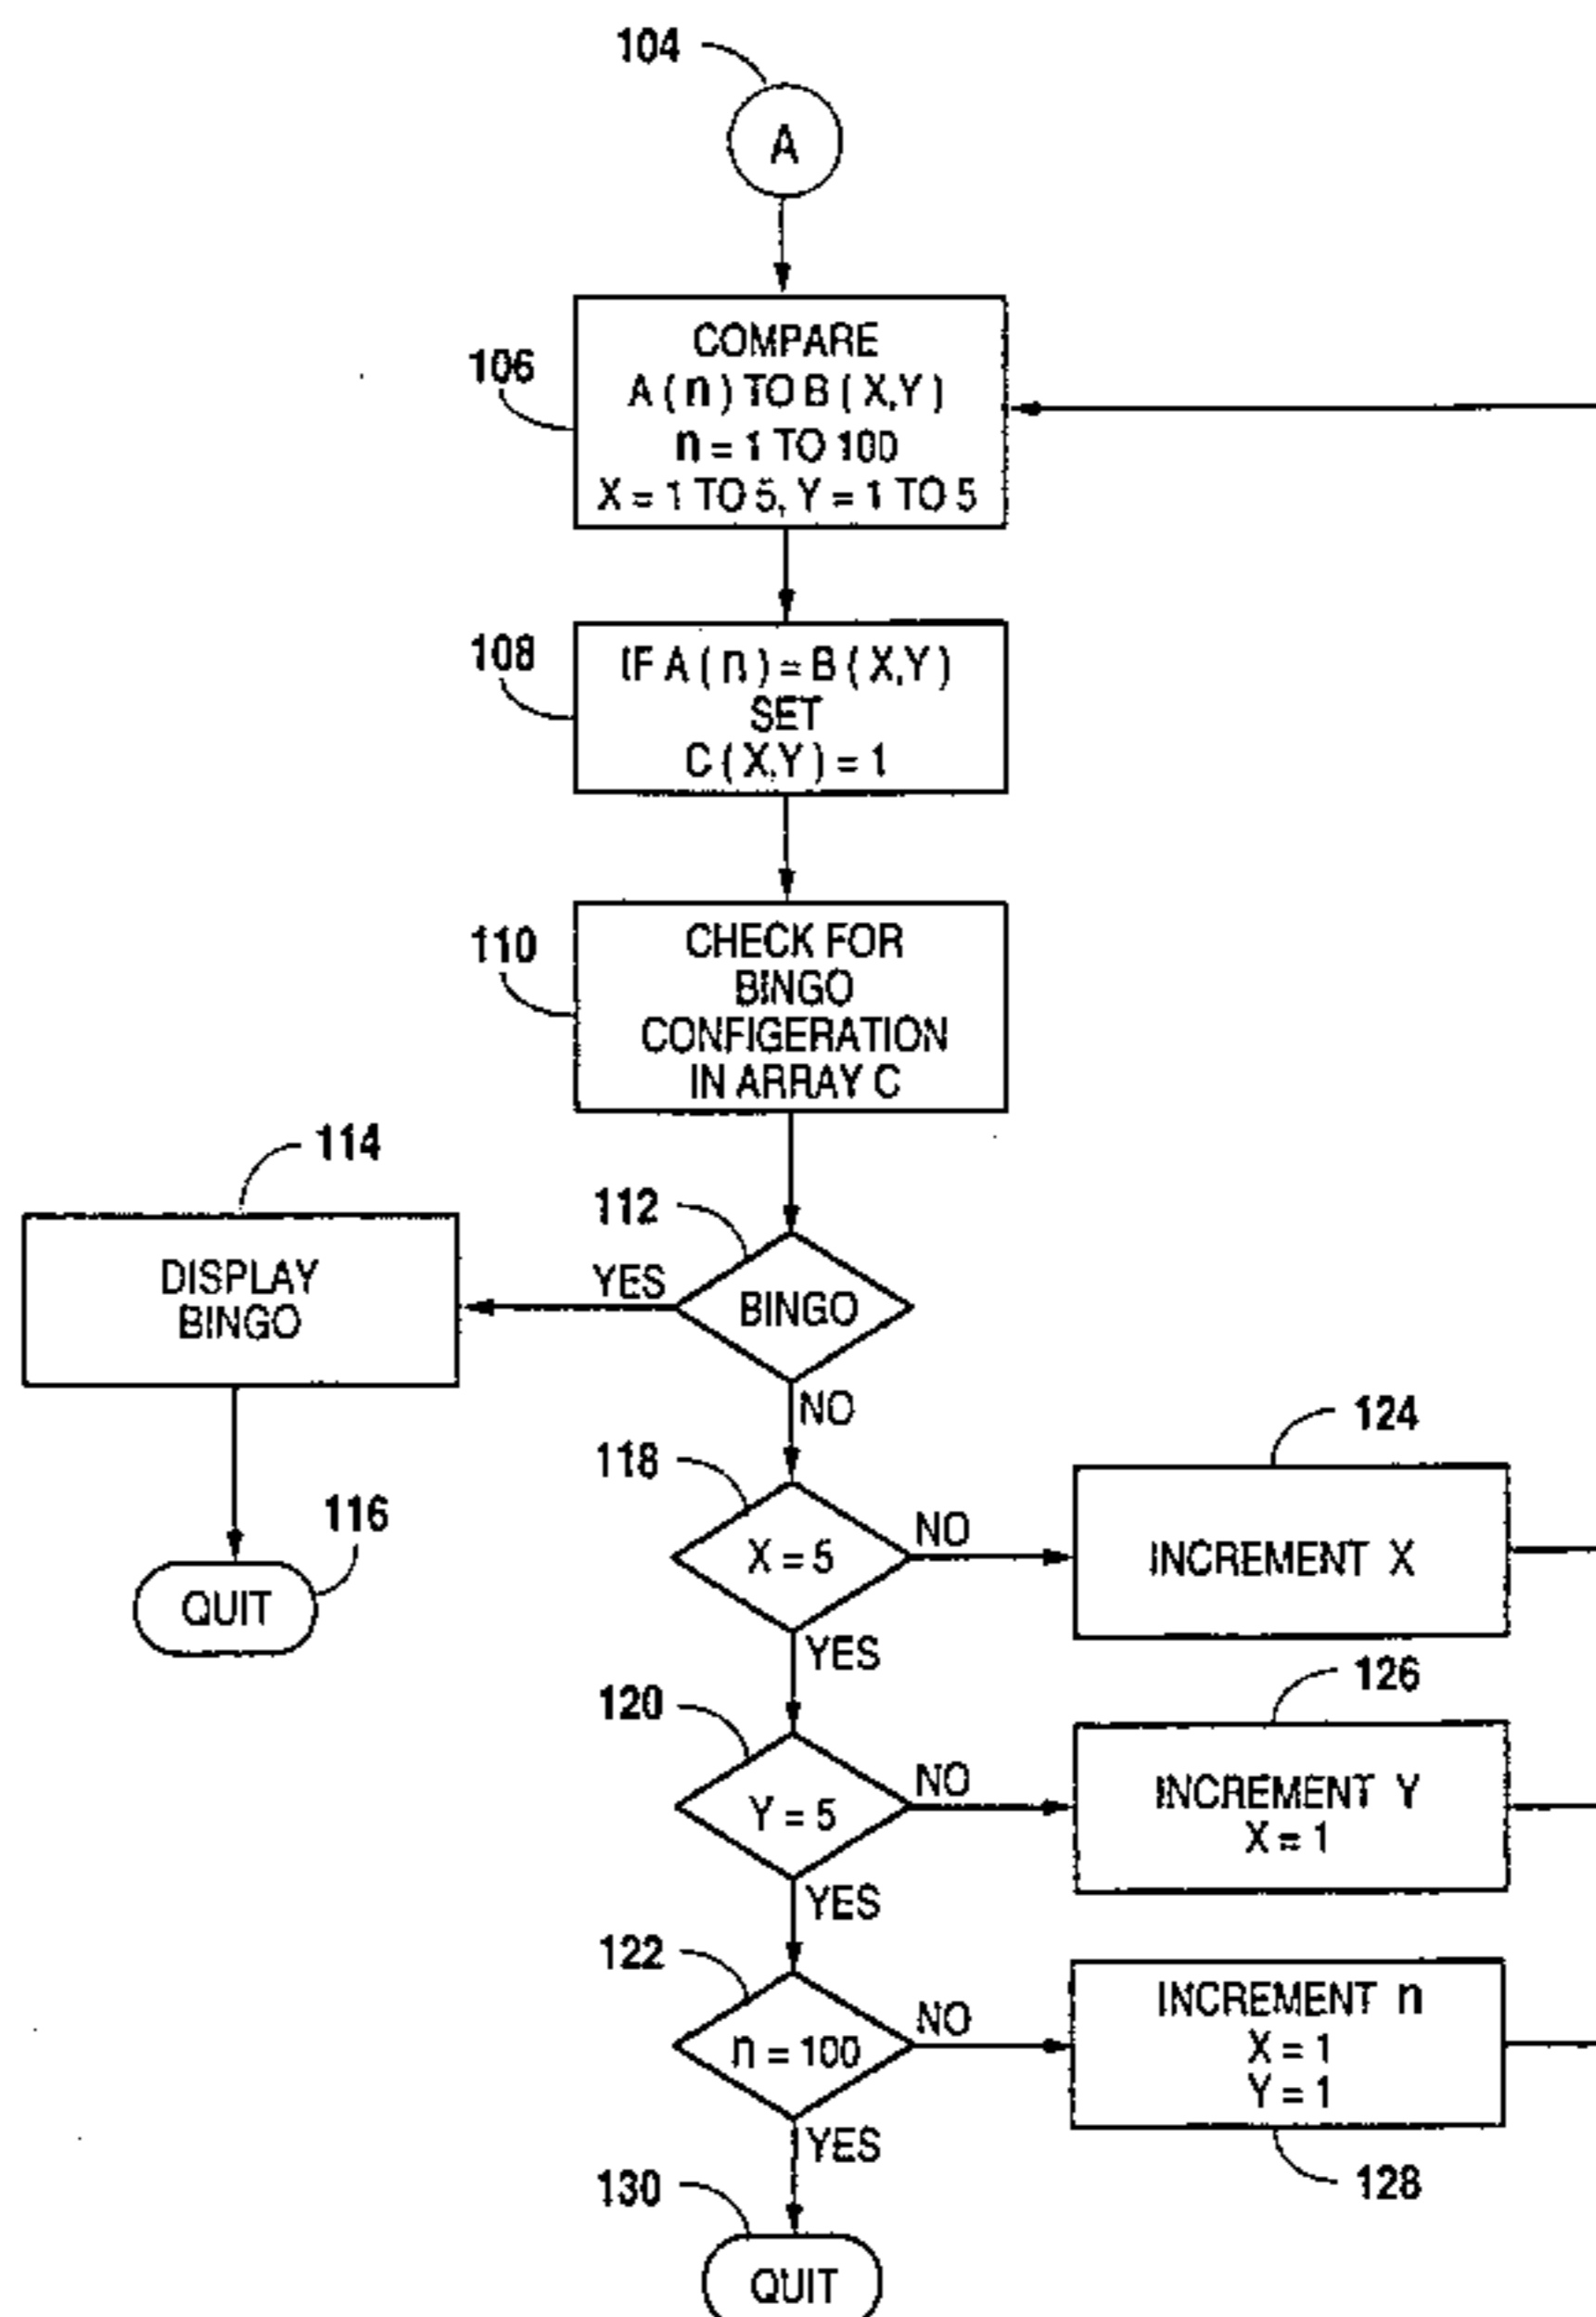 104
A
106
COMPARE
A ( n ) TO B ( X,Y )
n = 1 TO 100
X = 1 TO 5, Y = 1 TO 5
108
IF A ( n ) = B ( X,Y )
SET
C ( X,Y ) = 1
110
CHECK FOR
BINGO
CONFIGERATION
IN ARRAY C
114
DISPLAY
BINGO
112
YES
BINGO
NO
116
QUIT
118
X = 5
NO
124
INCREMENT X
YES
120
Y = 5
NO
126
INCREMENT Y
X = 1
YES
122
n = 100
NO
INCREMENT n
X = 1
Y = 1
128
YES
130
QUIT